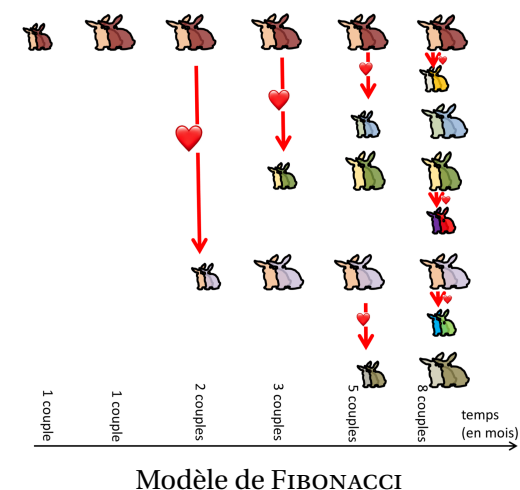 1 couple
1 couple
2 couples
3 couples
5 couples
8 couples
temps
(en mois)
Modèle de FIBONACCI